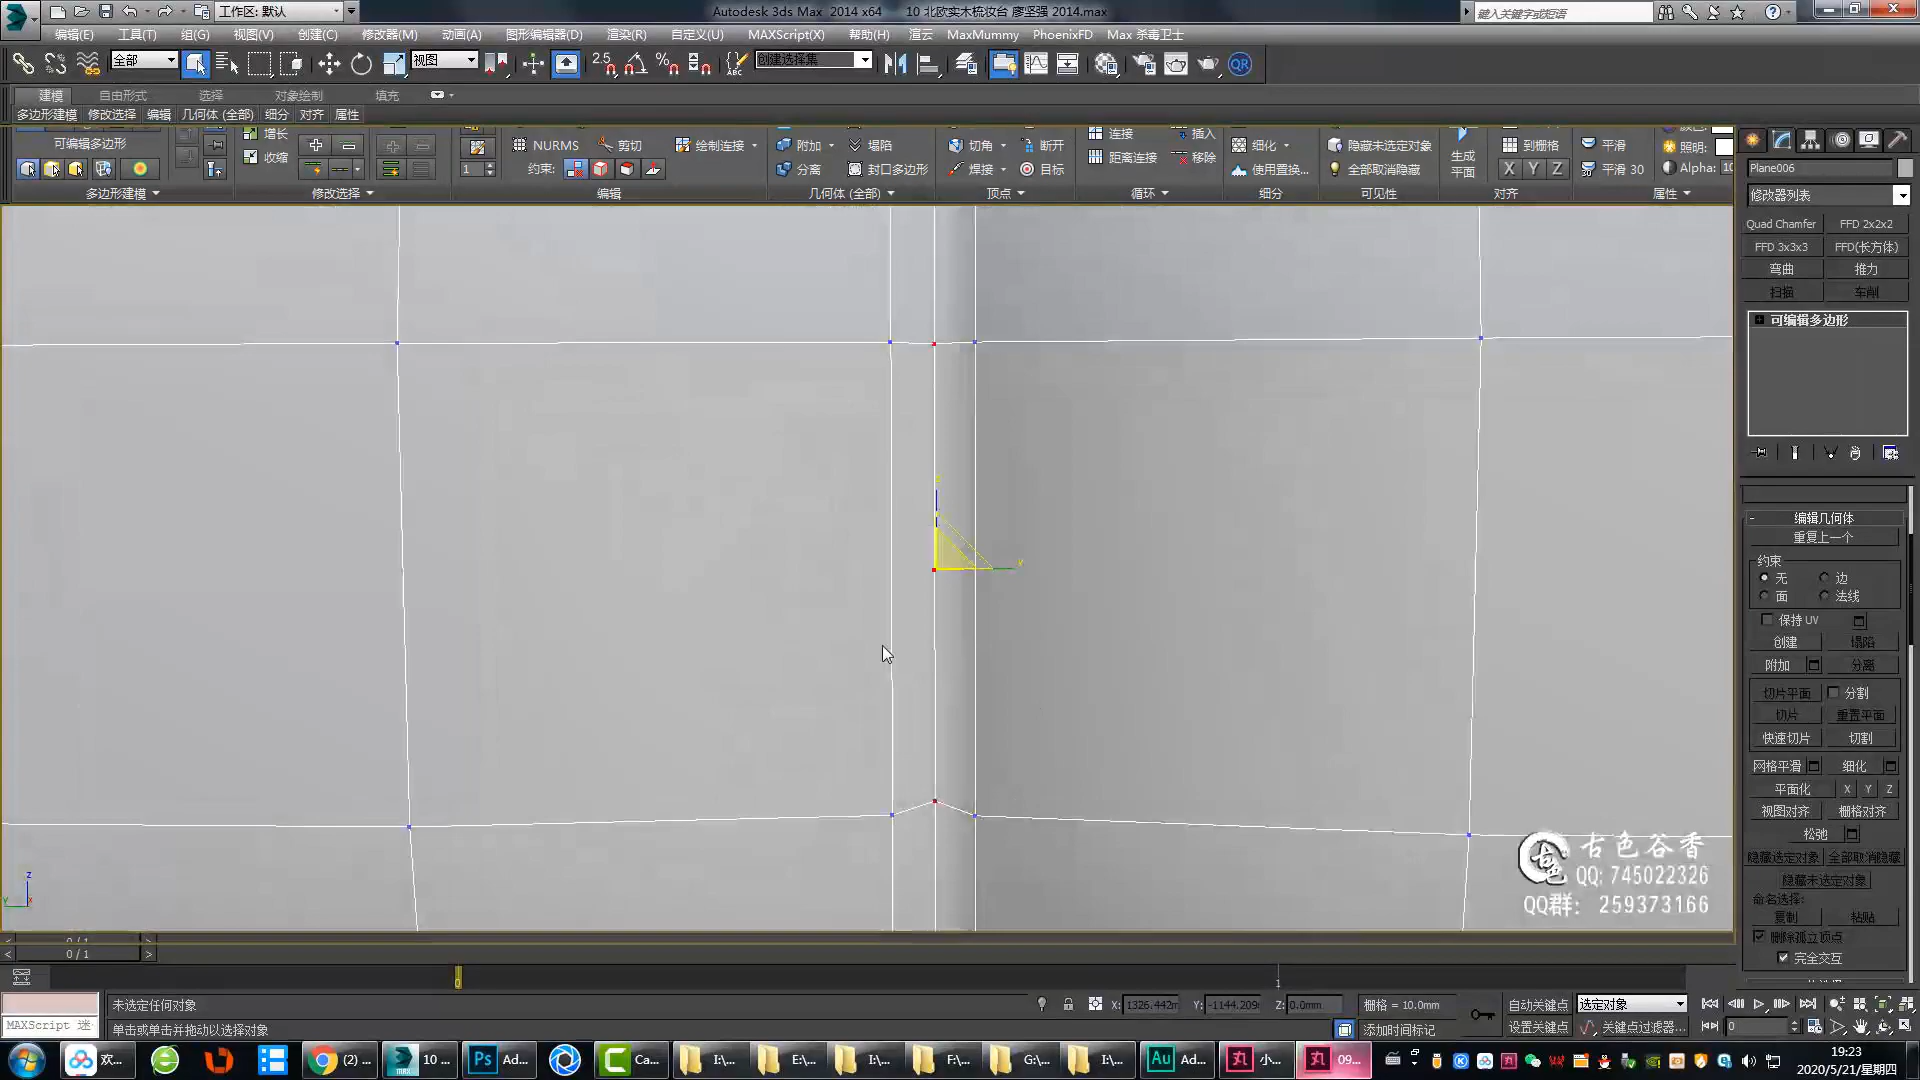 Autodesk 3ds Max  2014 x64    10 北欧实木梳妆台 廖坚强 2014.max
工作区: 默认
键入关键字或短语
编辑(E) 工具(T) 组(G) 视图(V) 创建(C) 修改器(M) 动画(A) 图形编辑器(D) 渲染(R) 自定义(U) MAXScript(X) 帮助(H) 渲云 MaxMummy PhoenixFD Max 杀毒卫士
全部 视图 2.5 创建选择集 QR
建模 自由形式 选择 对象绘制 填充
多边形建模 修改选择 编辑 几何体 (全部) 细分 对齐 属性
增长 连接 插入
可编辑多边形 NURMS 剪切 绘制连接 附加 塌陷 切角 断开 细化 隐藏未选定对象 到栅格 平滑 照明:
收缩 距离连接 移除 生成
1 约束: 分离 封口多边形 焊接 目标 使用置换... 全部取消隐藏 平面 X Y Z 平滑 30 Alpha: 10
多边形建模 修改选择 编辑 几何体 (全部) 顶点 循环 细分 可见性 对齐 属性
Plane006
修改器列表
Quad Chamfer FFD 2x2x2
FFD 3x3x3 FFD(长方体)
弯曲 推力
扫描 车削
可编辑多边形
编辑几何体
重复上一个
约束
无 边
面 法线
保持 UV
创建 塌陷
附加 分离
切片平面 分割
切片 重置平面
快速切片 切割
网格平滑 细化
平面化 X Y Z
视图对齐 栅格对齐
松弛
隐藏选定对象 全部取消隐藏
隐藏未选定对象
命名选择:
复制 粘贴
删除孤立顶点
完全交互
古色谷香
QQ: 745022326
QQ群: 259373166
z
0 / 1
0 / 1
0 1
未选定任何对象 X: 1326.442m Y: -1144.209m Z: 0.0mm 栅格 = 10.0mm 自动关键点 选定对象
MAXScript 迷 单击或单击并拖动以选择对象 添加时间标记 设置关键点 关键点过滤器... 0
欢... (2) ... 10 ... Ad... Ca... I:\... E:\... I:\... F:\... G:\... I:\... Ad... 小... 09...
19:23
2020/5/21/星期四